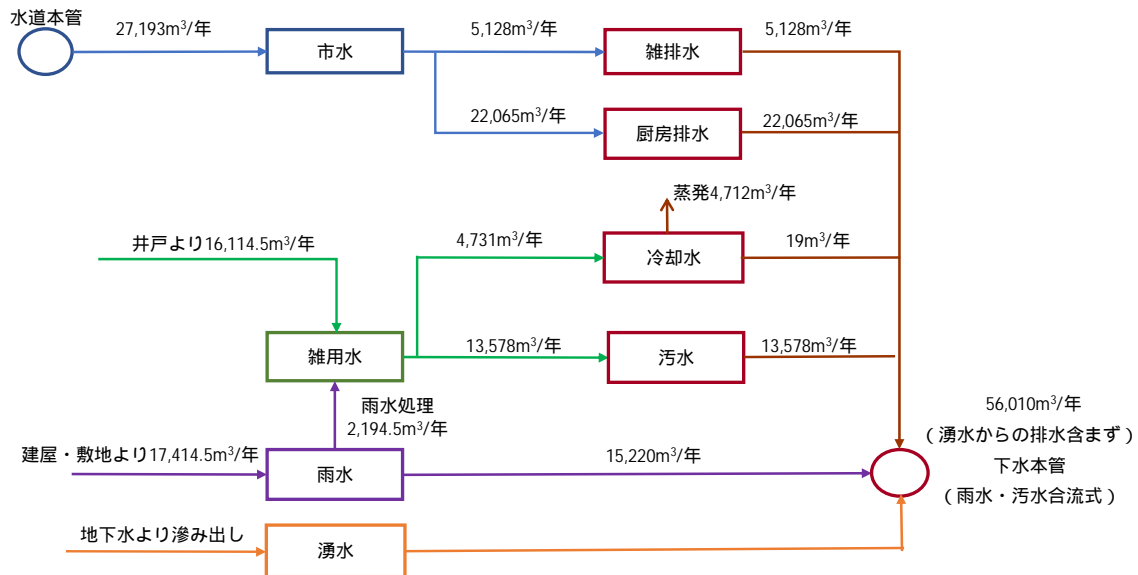 水道本管
27,193m³/年
市水
5,128m³/年
雑排水
5,128m³/年
22,065m³/年
厨房排水
22,065m³/年
蒸発4,712m³/年
井戸より16,114.5m³/年
4,731m³/年
冷却水
19m³/年
雑用水
13,578m³/年
汚水
13,578m³/年
雨水処理
2,194.5m³/年
建屋・敷地より17,414.5m³/年
雨水
15,220m³/年
56,010m³/年
(湧水からの排水含まず)
下水本管
(雨水・汚水合流式)
地下水より滲み出し
湧水